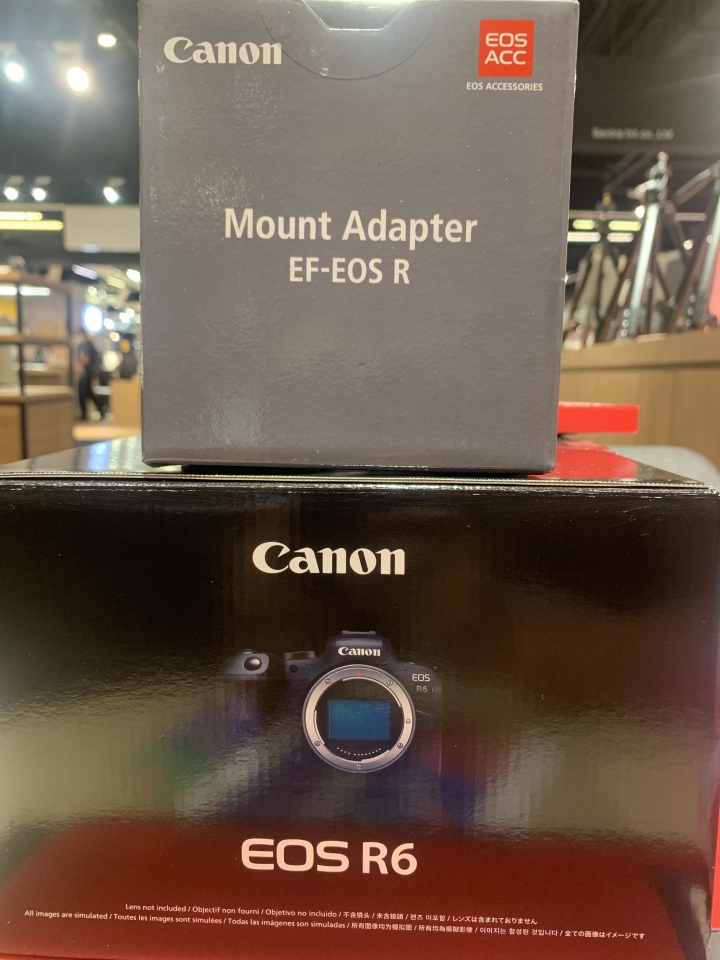 Canon
EOS
ACC
EOS ACCESSORIES
Mount Adapter
EF-EOS R
Canon
Canon
EOS
R6
EOS R6
Lens not included / Objectif non fourni / Objetivo no incluido / 不含镜头 / 未含鏡頭 / 렌즈 미포함 / レンズは含まれておりません
All images are simulated / Toutes les images sont simulées / Todas las imágenes son simuladas / 所有图像均为模拟图 / 所有影像均為模擬影像 / 이미지는 합성된 것입니다 / 全ての画像はイメージです